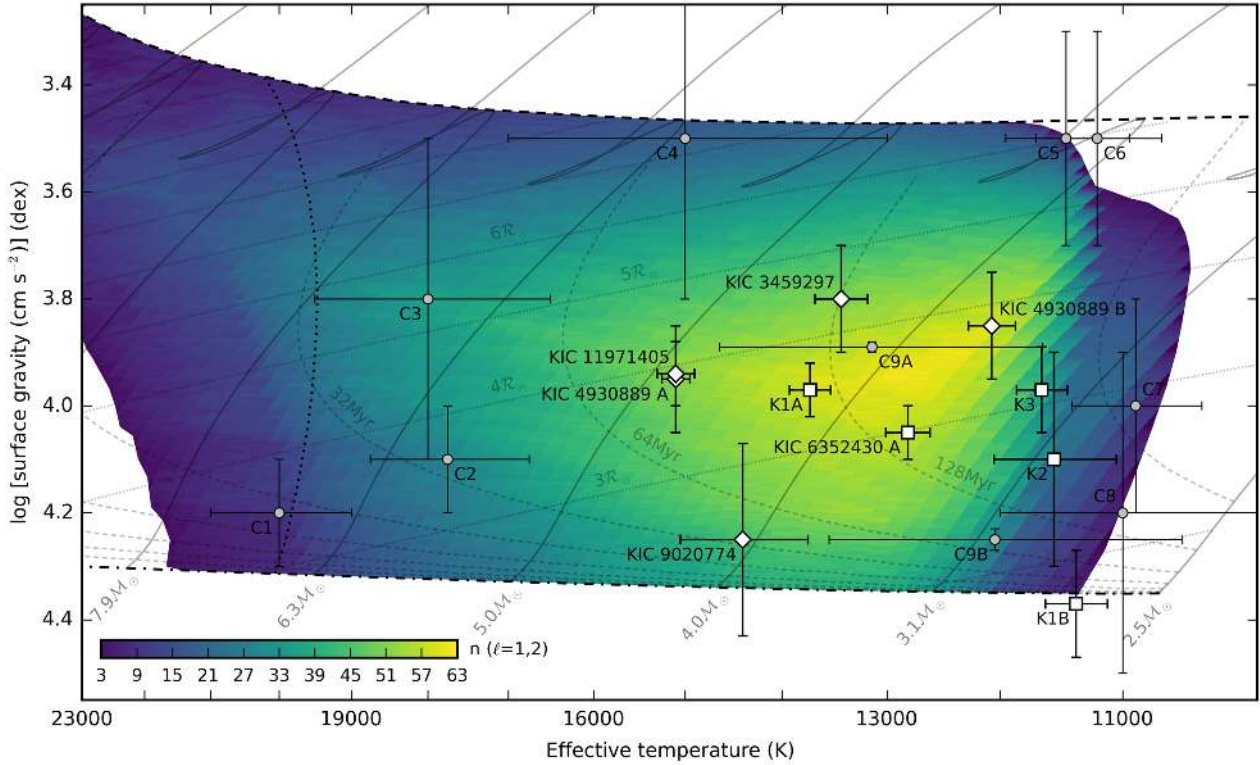 log [surface gravity (cm s⁻²)] (dex)
3.4
3.6
3.8
4.0
4.2
4.4
C4
C5
C6
6R☉
5R☉
C3
KIC 3459297
KIC 4930889 B
KIC 11971405
KIC 4930889 A
C9A
4R☉
K1A
K3
C7
32Myr
64Myr
KIC 6352430 A
C2
3R☉
128Myr
K2
C1
C8
KIC 9020774
C9B
7.9M☉
6.3M☉
5.0M☉
4.0M☉
3.1M☉
2.5M☉
K1B
n (ℓ=1,2)
3 9 15 21 27 33 39 45 51 57 63
23000 19000 16000 13000 11000
Effective temperature (K)